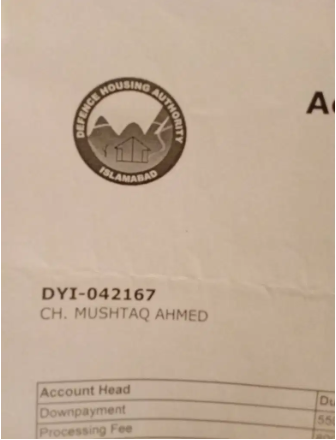 DEFENCE HOUSING AUTHORITY
ISLAMABAD
DYI-042167
CH. MUSHTAQ AHMED
Account Head
Downpayment
Processing Fee